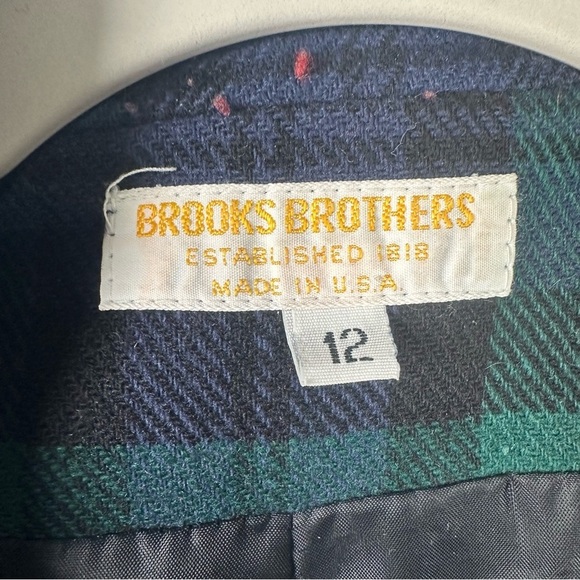 BROOKS BROTHERS
ESTABLISHED 1818
MADE IN U.S.A.
12